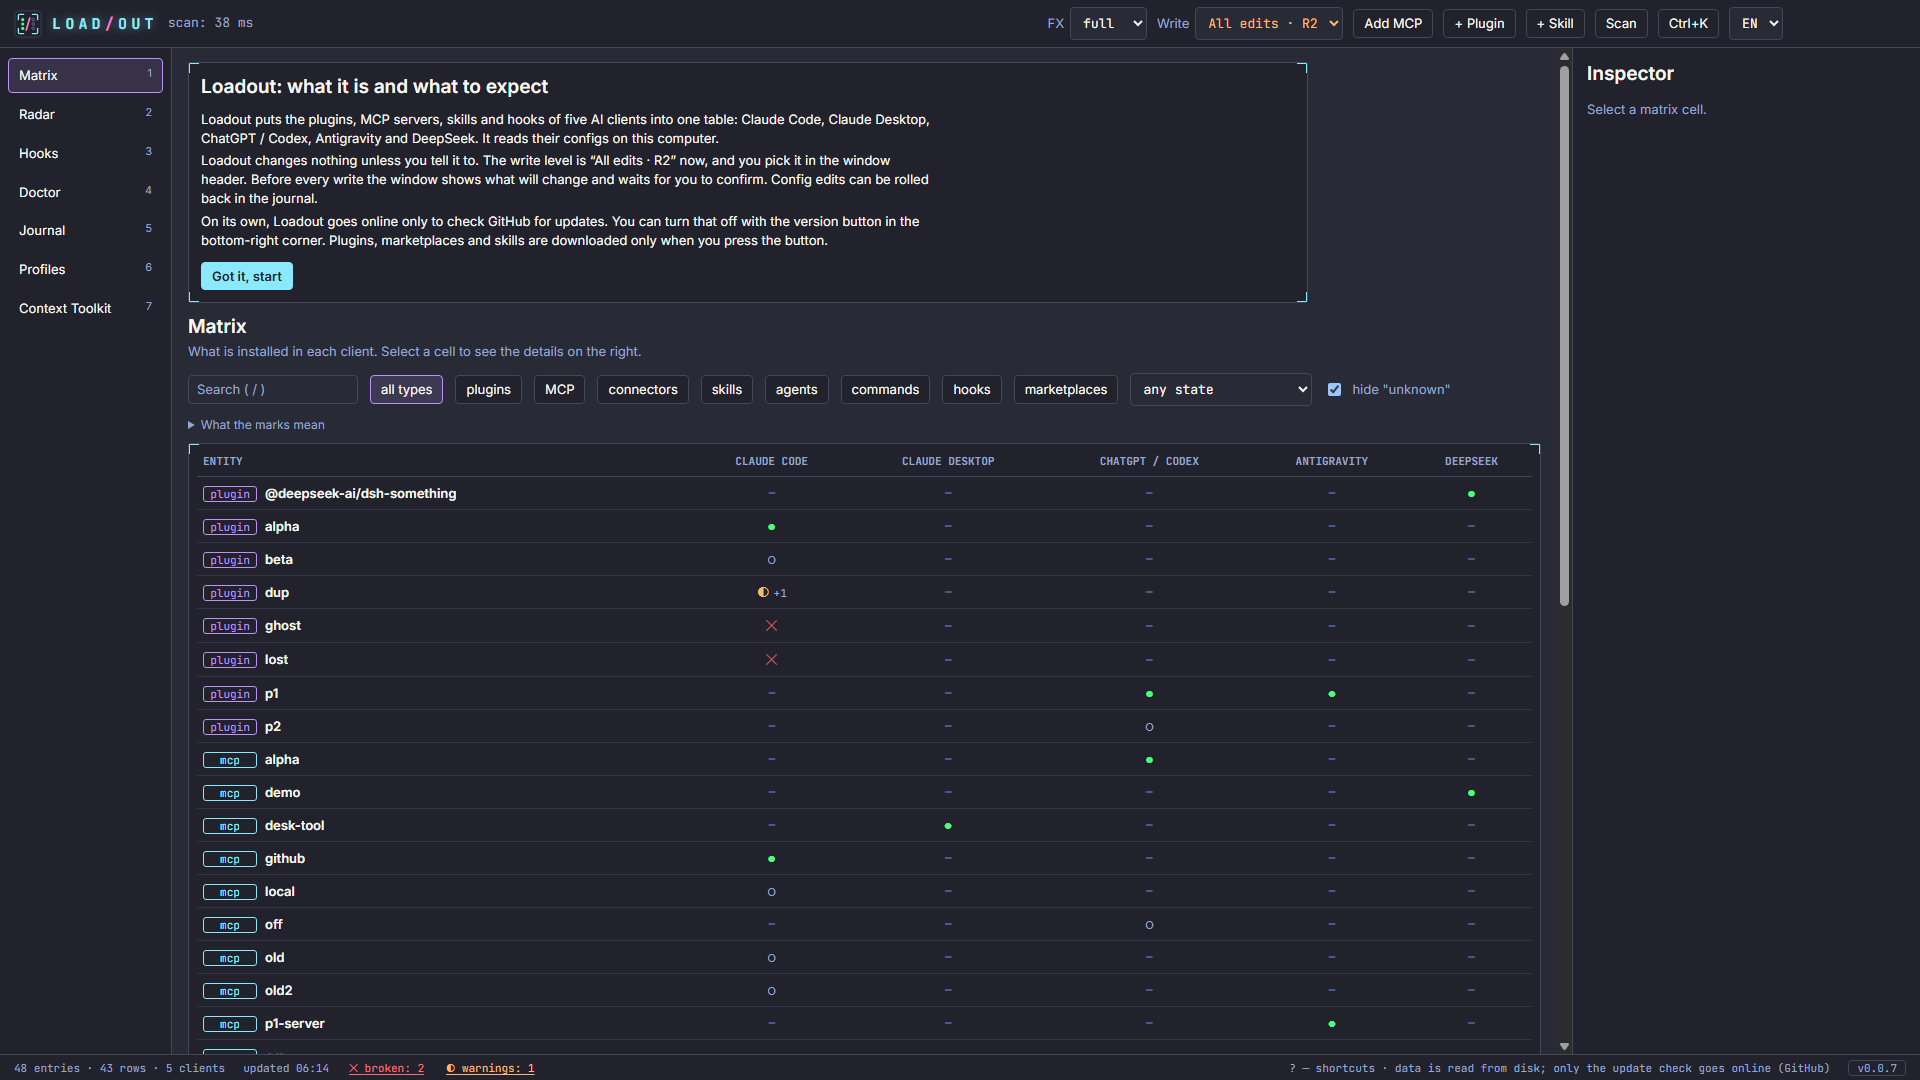 LOAD/OUT scan: 38 ms FX full Write All edits · R2 Add MCP + Plugin + Skill Scan Ctrl+K EN
Matrix 1
Radar 2
Hooks 3
Doctor 4
Journal 5
Profiles 6
Context Toolkit 7
Loadout: what it is and what to expect
Loadout puts the plugins, MCP servers, skills and hooks of five AI clients into one table: Claude Code, Claude Desktop,
ChatGPT / Codex, Antigravity and DeepSeek. It reads their configs on this computer.
Loadout changes nothing unless you tell it to. The write level is “All edits · R2” now, and you pick it in the window
header. Before every write the window shows what will change and waits for you to confirm. Config edits can be rolled
back in the journal.
On its own, Loadout goes online only to check GitHub for updates. You can turn that off with the version button in the
bottom-right corner. Plugins, marketplaces and skills are downloaded only when you press the button.
Got it, start
Matrix
What is installed in each client. Select a cell to see the details on the right.
Search ( / ) all types plugins MCP connectors skills agents commands hooks marketplaces any state hide "unknown"
What the marks mean
ENTITY CLAUDE CODE CLAUDE DESKTOP CHATGPT / CODEX ANTIGRAVITY DEEPSEEK
plugin @deepseek-ai/dsh-something – – – – ●
plugin alpha ● – – – –
plugin beta ○ – – – –
plugin dup ◐ +1 – – – –
plugin ghost ✕ – – – –
plugin lost ✕ – – – –
plugin p1 – – ● ● –
plugin p2 – – ○ – –
mcp alpha – – ● – –
mcp demo – – – – ●
mcp desk-tool – ● – – –
mcp github ● – – – –
mcp local ○ – – – –
mcp off – – ○ – –
mcp old ○ – – – –
mcp old2 ○ – – – –
mcp p1-server – – – ● –
Inspector
Select a matrix cell.
48 entries · 43 rows · 5 clients updated 06:14 ✕ broken: 2 ◐ warnings: 1 ? — shortcuts · data is read from disk; only the update check goes online (GitHub) v0.0.7